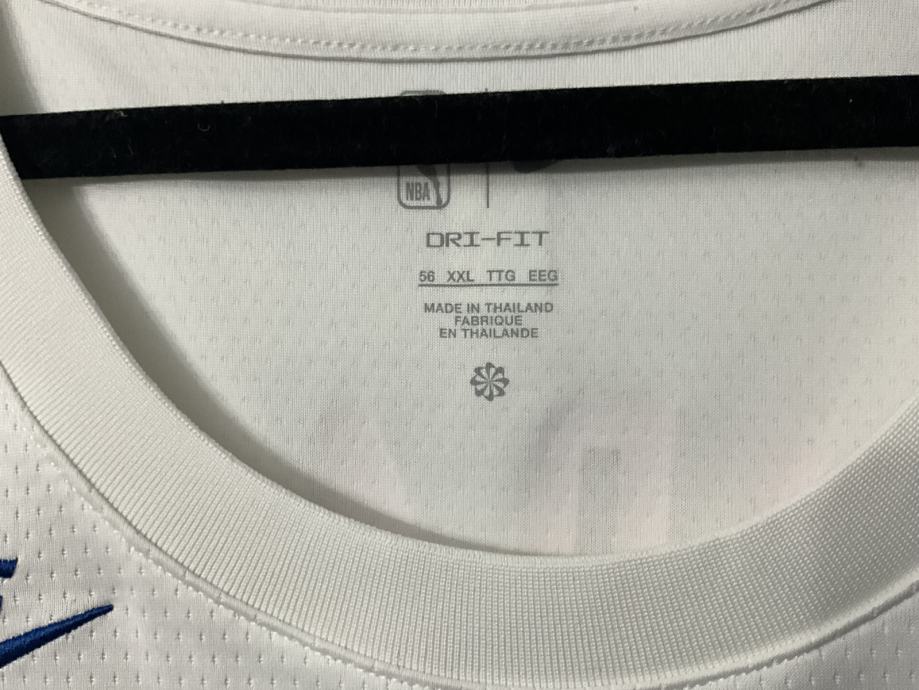 NBA
DRI-FIT
56 XXL TTG EEG
MADE IN THAILAND
FABRIQUE
EN THAILANDE